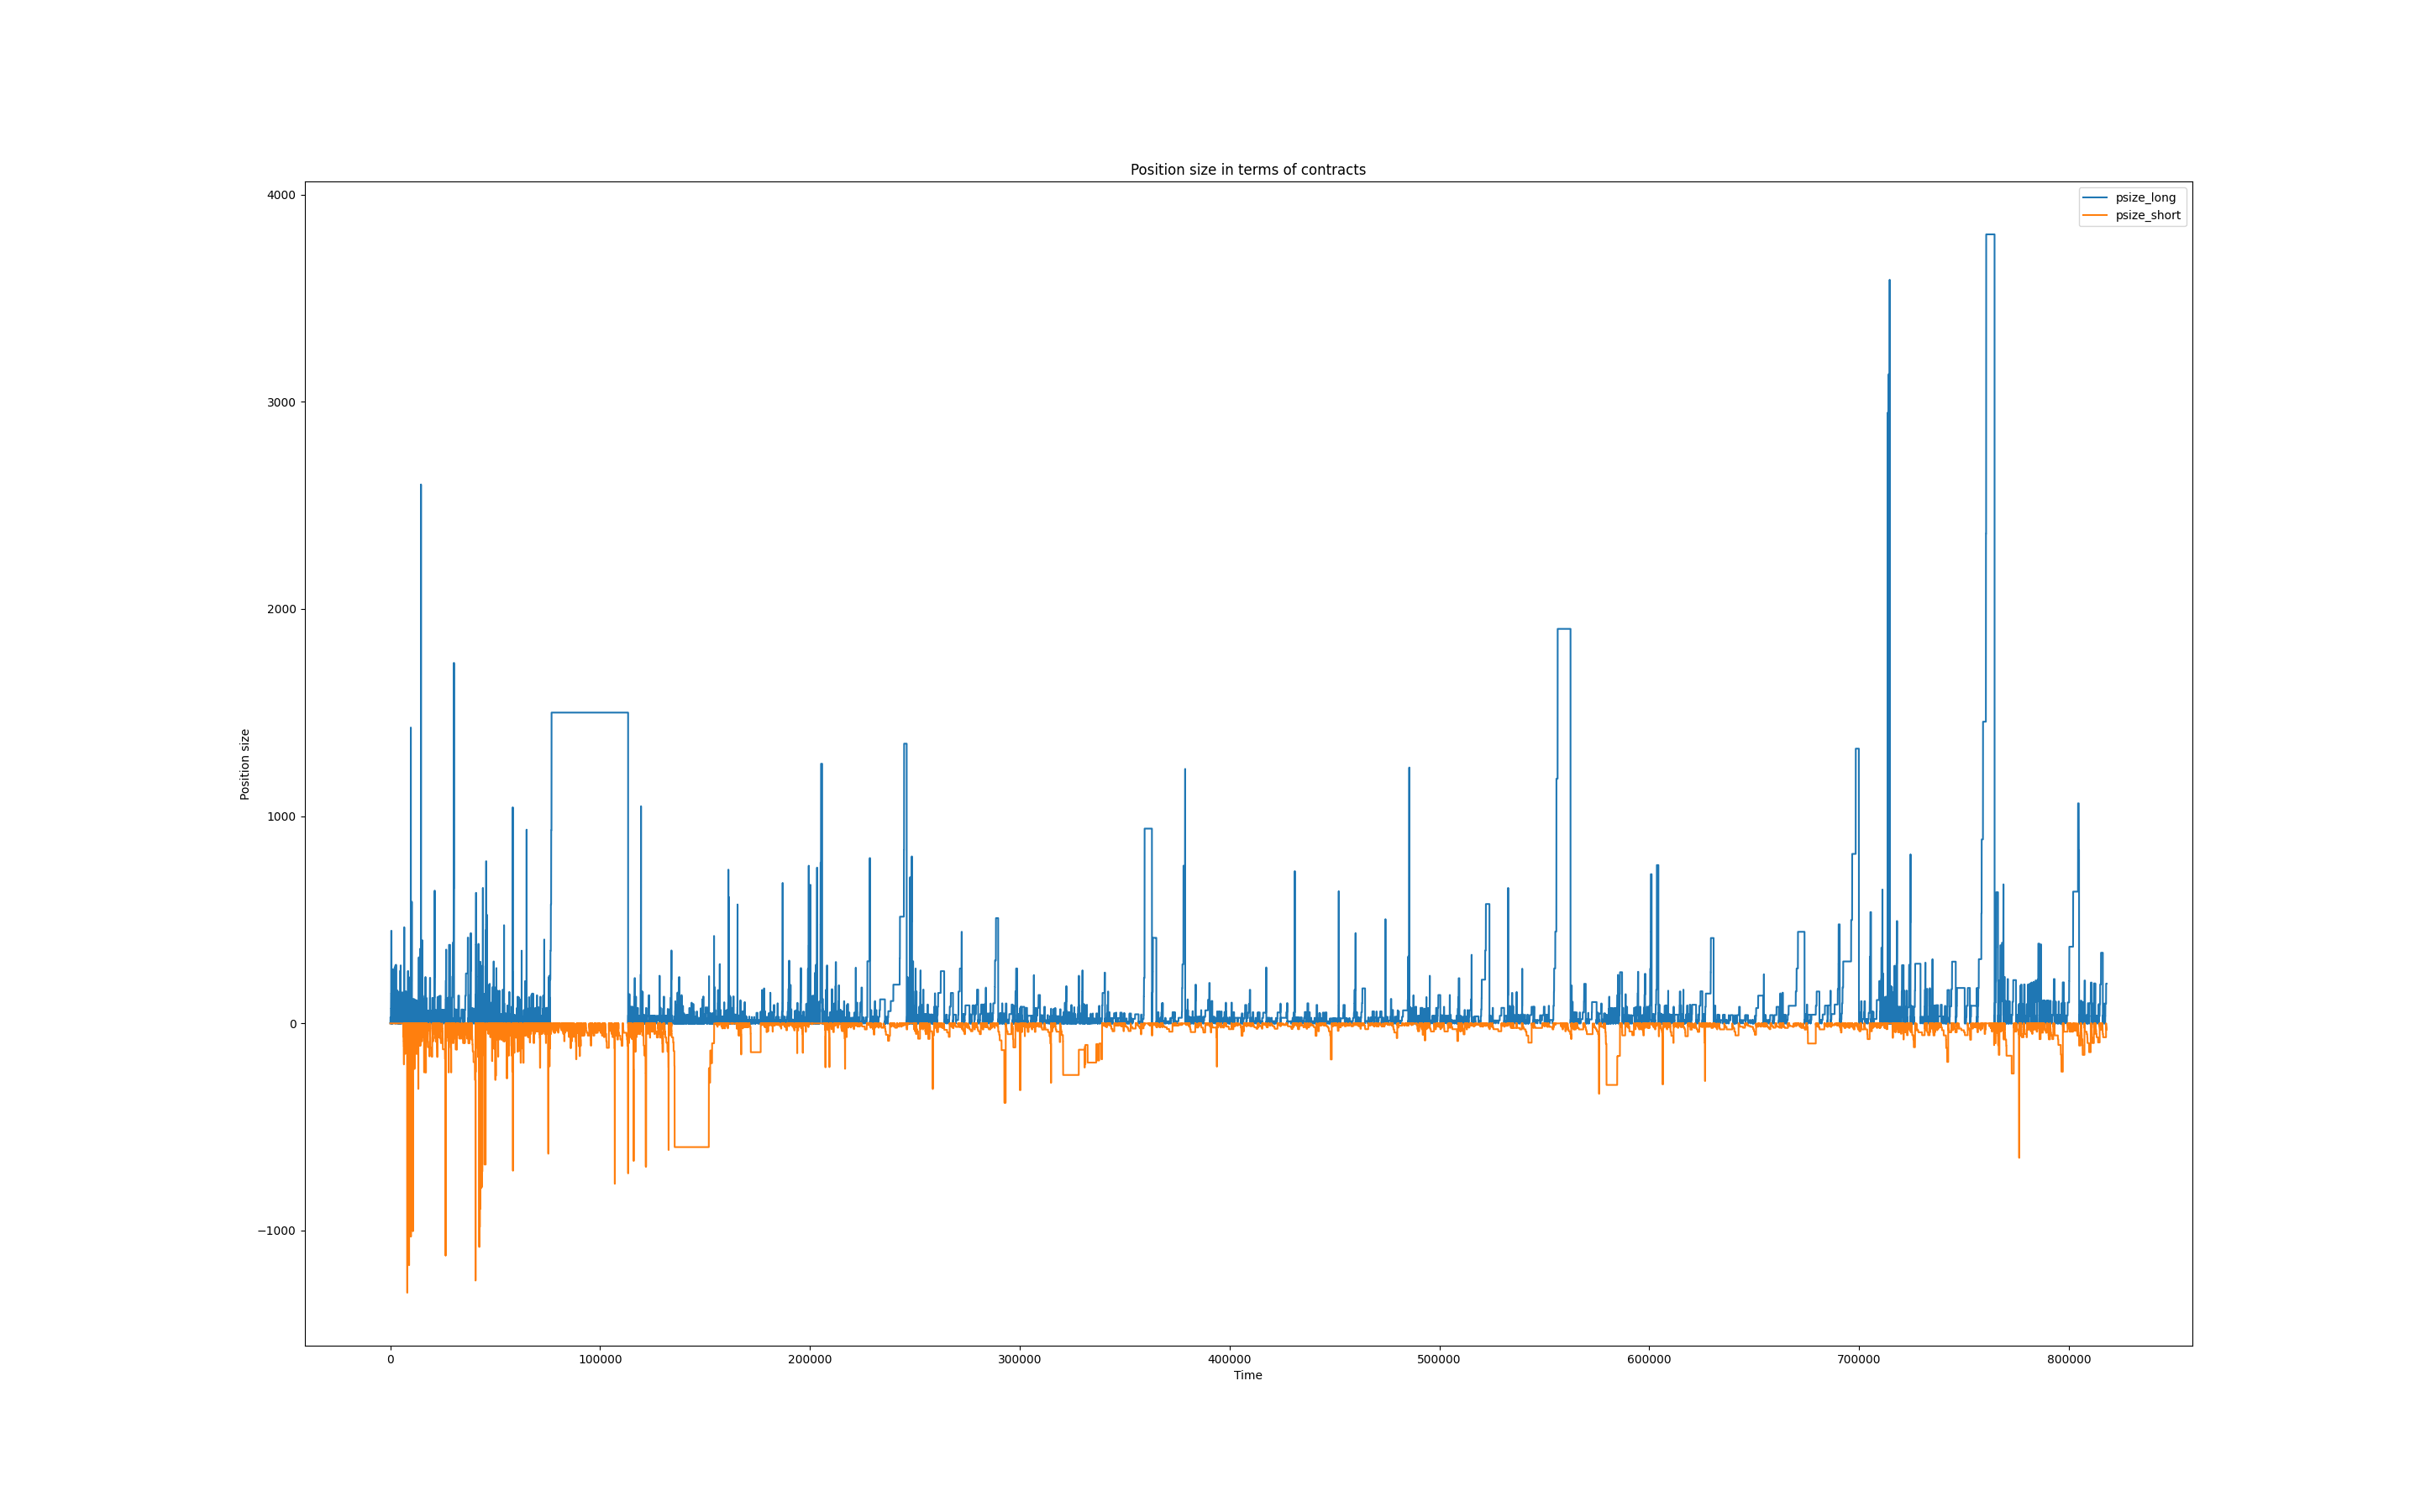 Position size in terms of contracts
psize_long
psize_short
4000
3000
2000
1000
0
−1000
Position size
0 100000 200000 300000 400000 500000 600000 700000 800000
Time